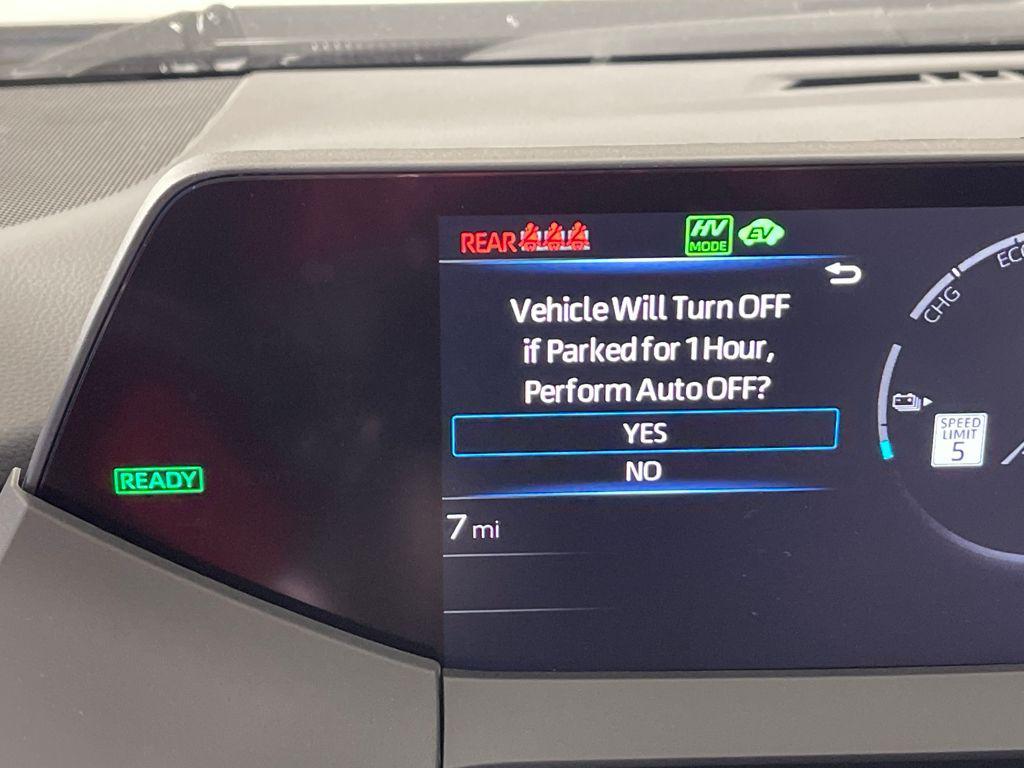 REAR
HV
MODE
EV
Vehicle Will Turn OFF
if Parked for 1 Hour,
Perform Auto OFF?
YES
NO
7 mi
READY
CHG
ECO
SPEED
LIMIT
5